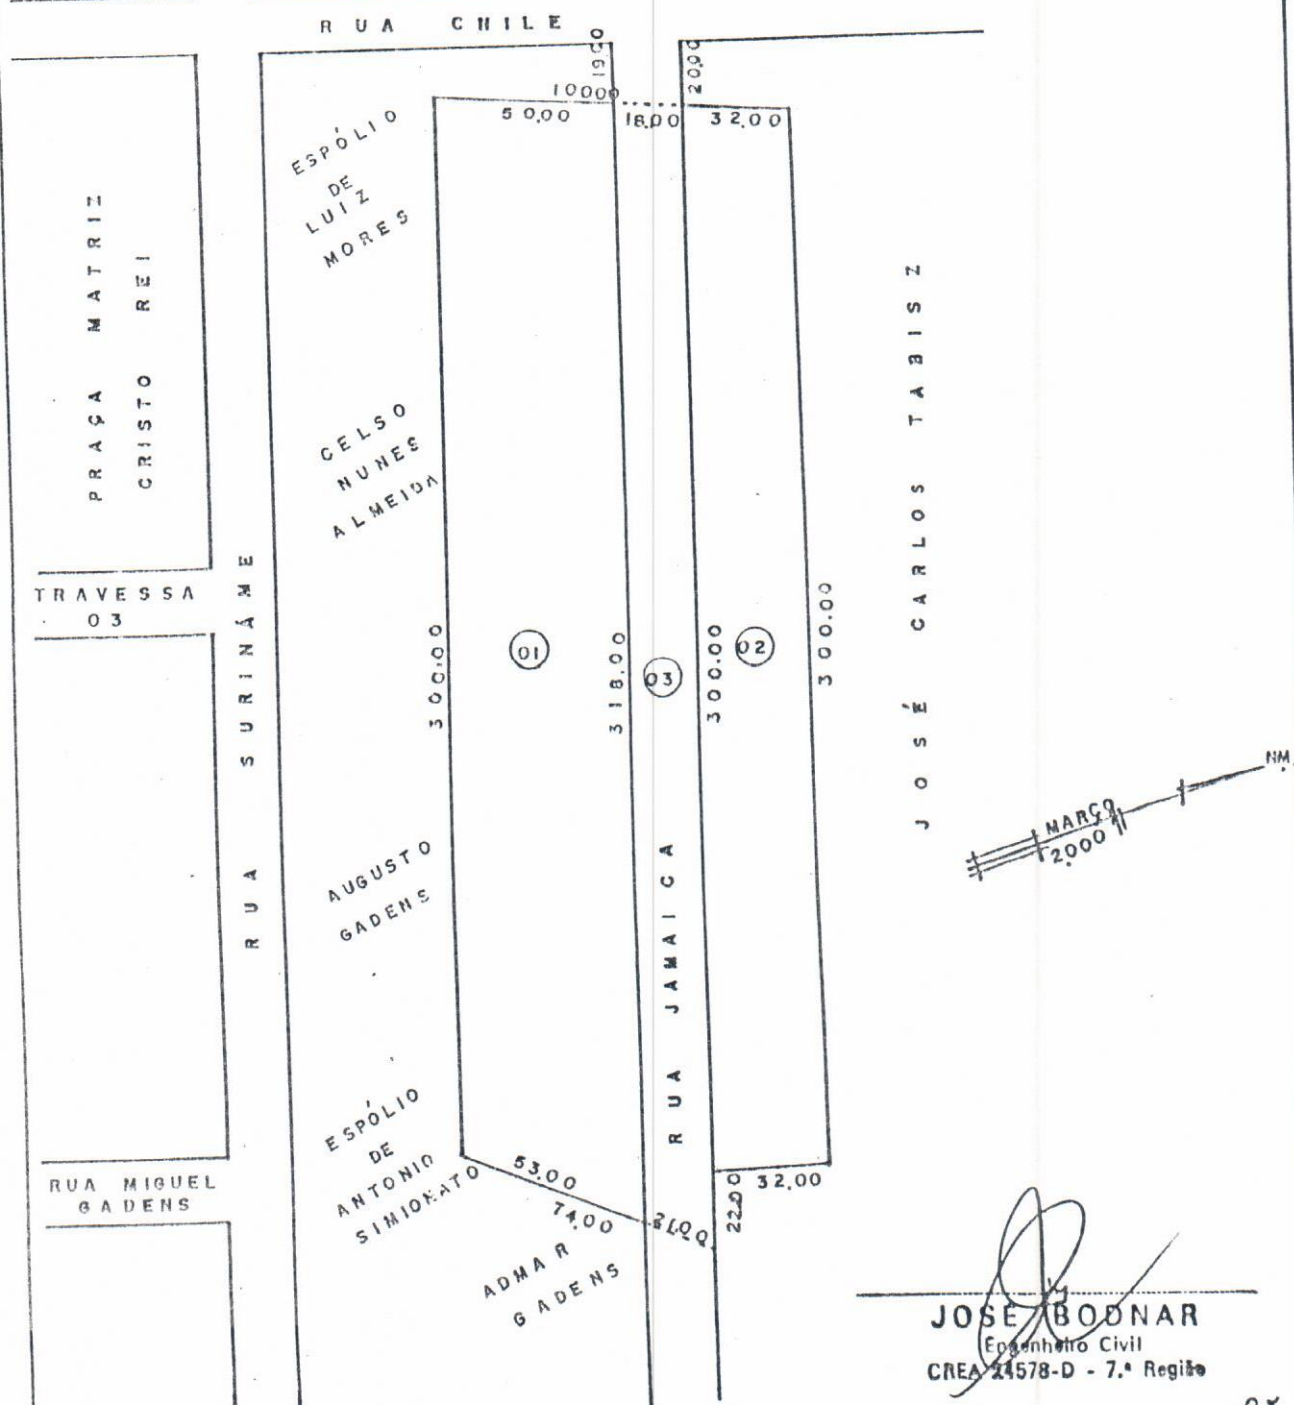 RUA CHILE
19,00
20,00
100,00
50,00
18,00
32,00
ESPÓLIO
DE
LUIZ
MORES
PRAÇA MATRIZ
CRISTO REI
CELSO
NUNES
ALMEIDA
JOSÉ CARLOS TABISZ
TRAVESSA
03
RUA SURINÂME
300,00
01
318,00
03
300.00
02
300.00
NM.
MARÇO
2.000
AUGUSTO
GADENS
RUA JAMAICA
ESPÓLIO
DE
ANTONIO
SIMIONATO
RUA MIGUEL
GADENS
53,00
74,00
21,00
22,00
32,00
ADMAR
GADENS
JOSÉ BODNAR
Engenheiro Civil
CREA 24578-D - 7.ª Região